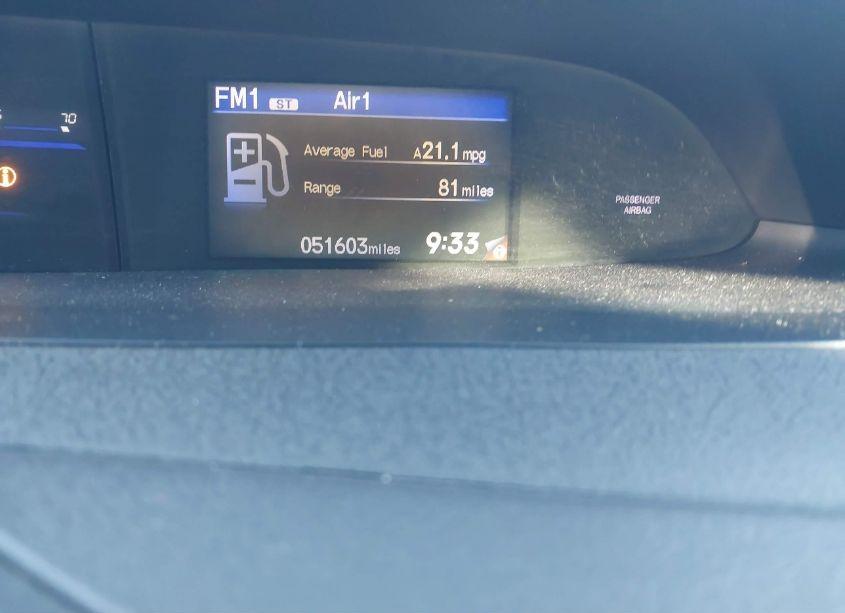 FM1 ST Air1
70
Average Fuel A21.1 mpg
Range 81 miles
PASSENGER
AIRBAG
051603 miles 9:33